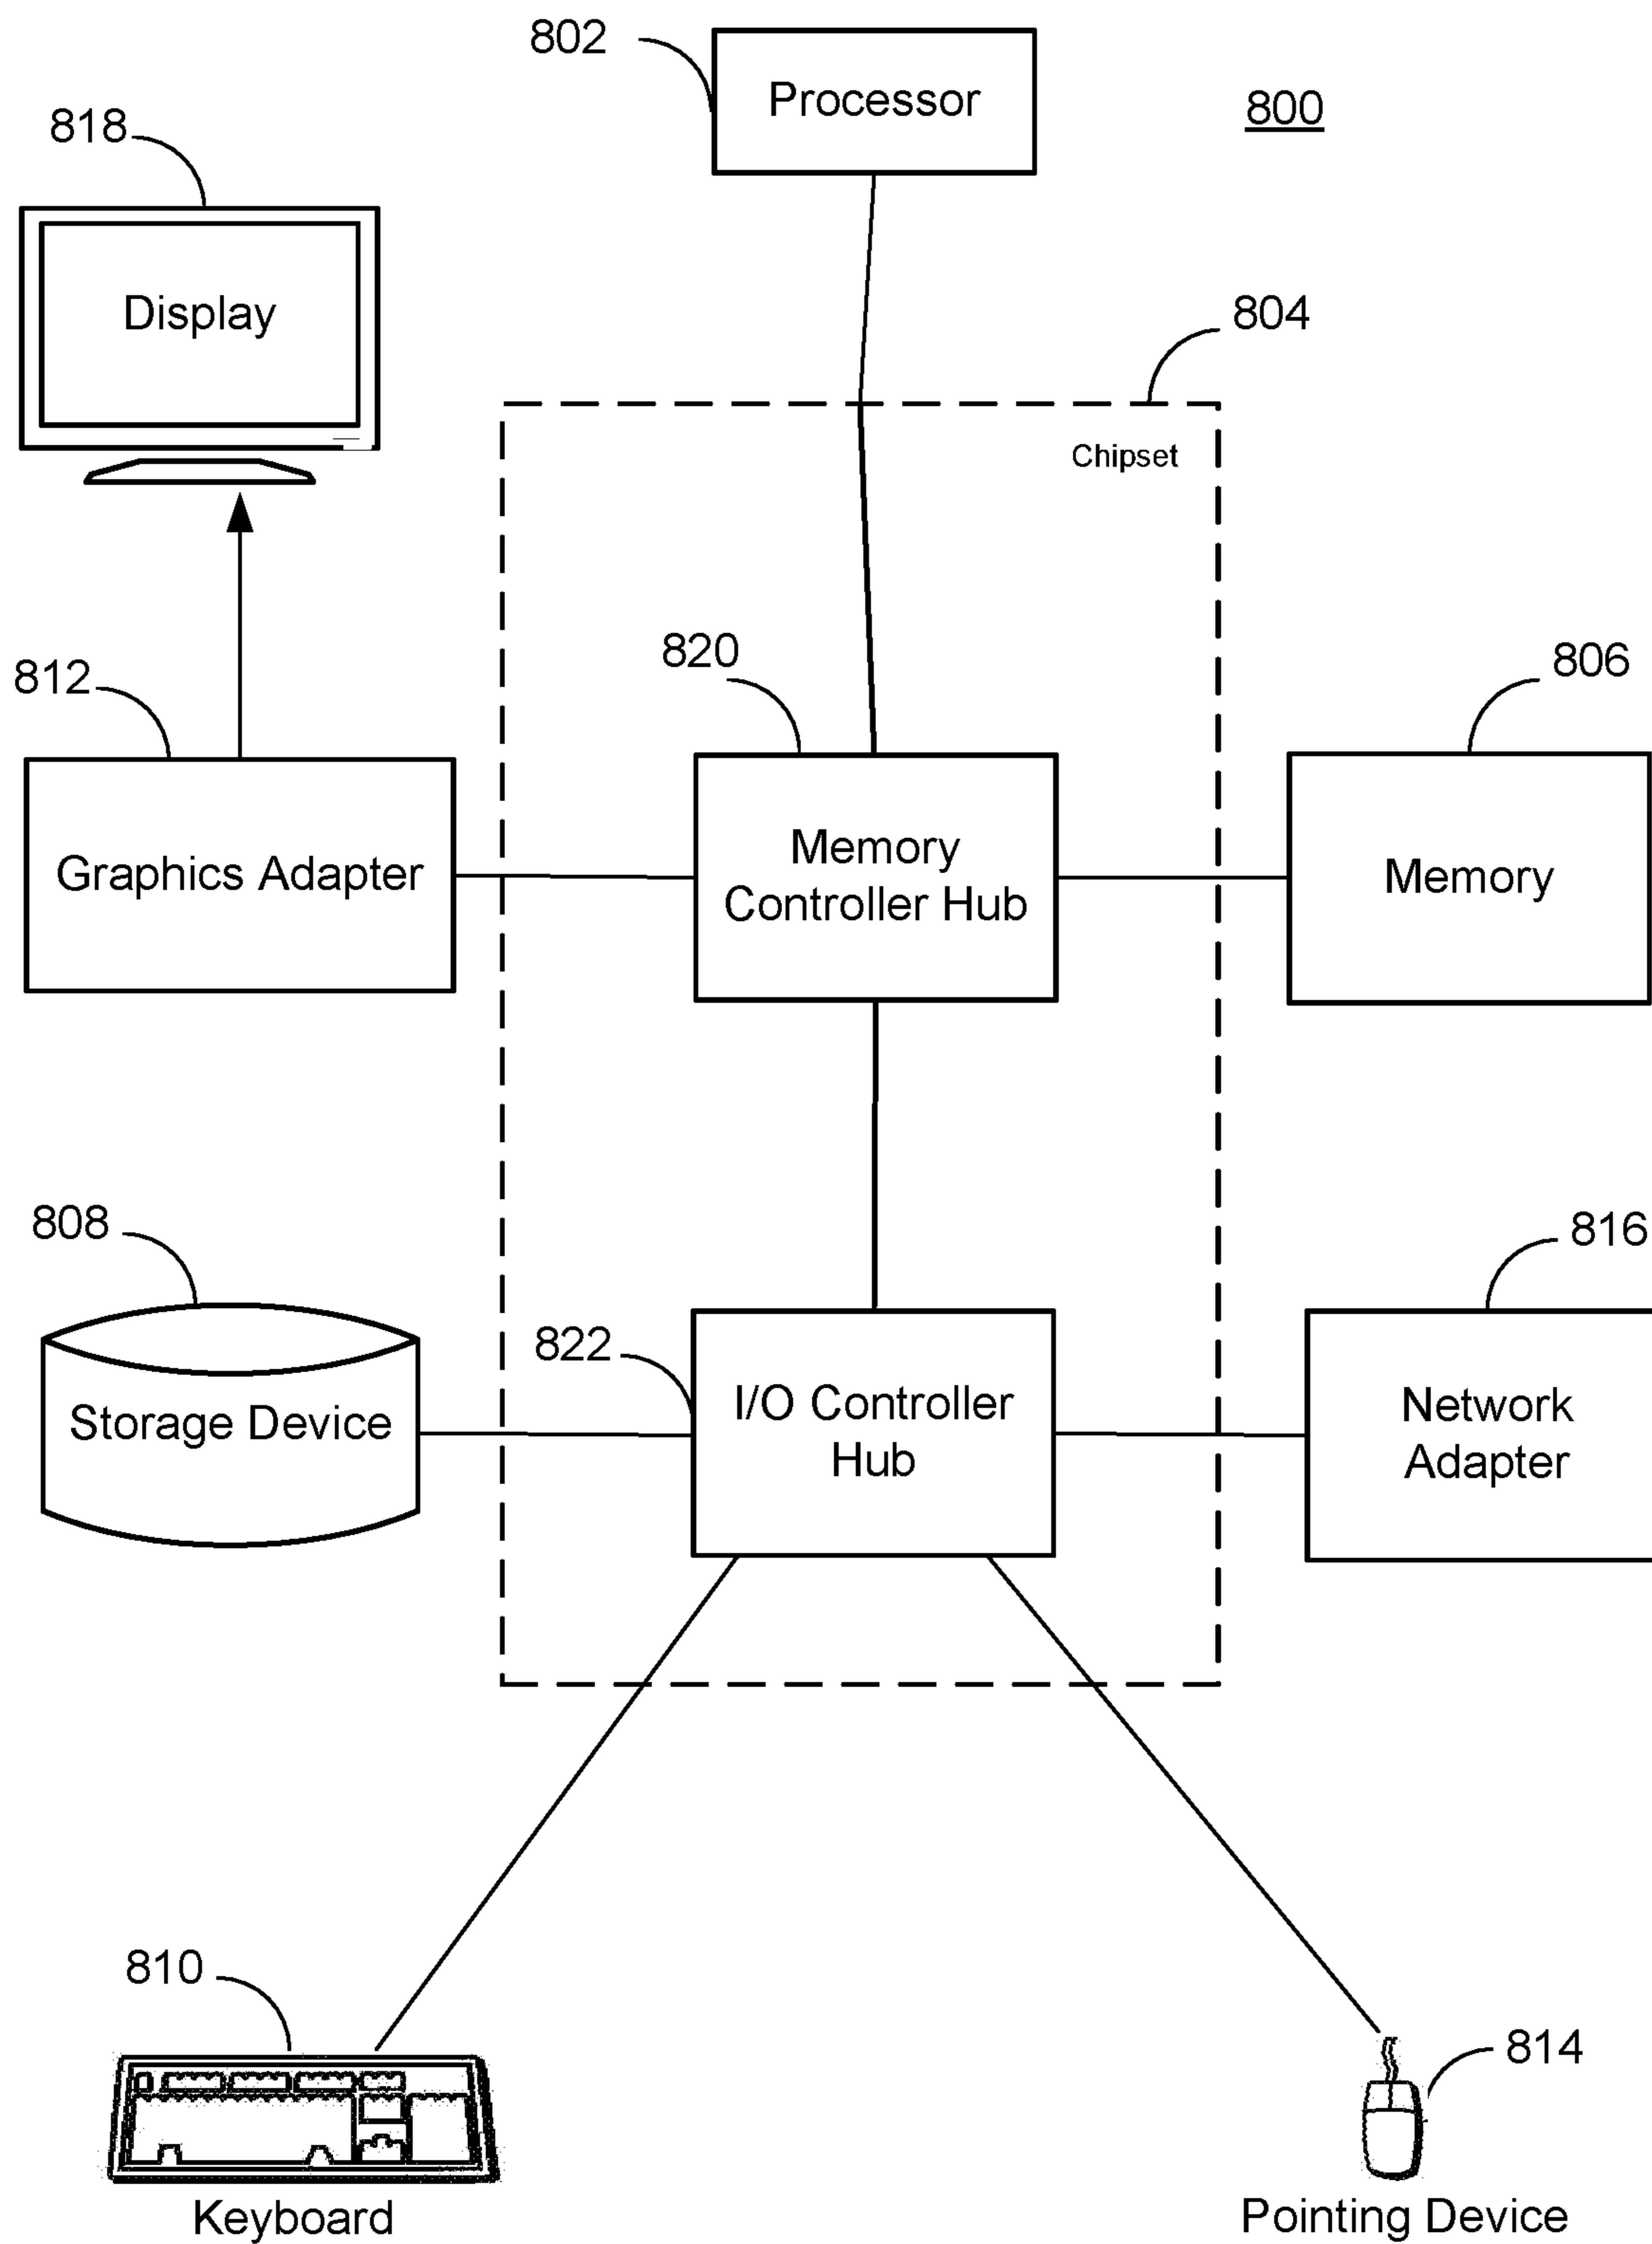 802
Processor
800
818
Display
804
Chipset
812
820
806
Graphics Adapter
Memory
Controller Hub
Memory
808
816
822
Storage Device
I/O Controller
Hub
Network
Adapter
810
814
Keyboard
Pointing Device